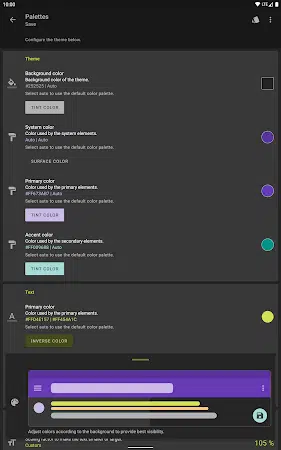 10:00
Palettes
Save
Configure the theme below.
Theme
Background color
Background color of the theme.
#232323 | Auto
Select auto to use the default color palette.
TINT COLOR
System color
Color used by the system elements.
Auto | Auto
Select auto to use the default color palette.
SURFACE COLOR
Primary color
Color used by the primary elements.
#FF673AB7 | Auto
Select auto to use the default color palette.
TINT COLOR
Accent color
Color used by the secondary elements.
#FF009688 | Auto
Select auto to use the default color palette.
TINT COLOR
Text
Primary color
Color used by the primary elements.
Select auto to use the default color palette.
INVERSE COLOR
Adjust colors according to the background to provide best visibility.
Scaling factor to make the size smaller or larger.
Custom
105 %